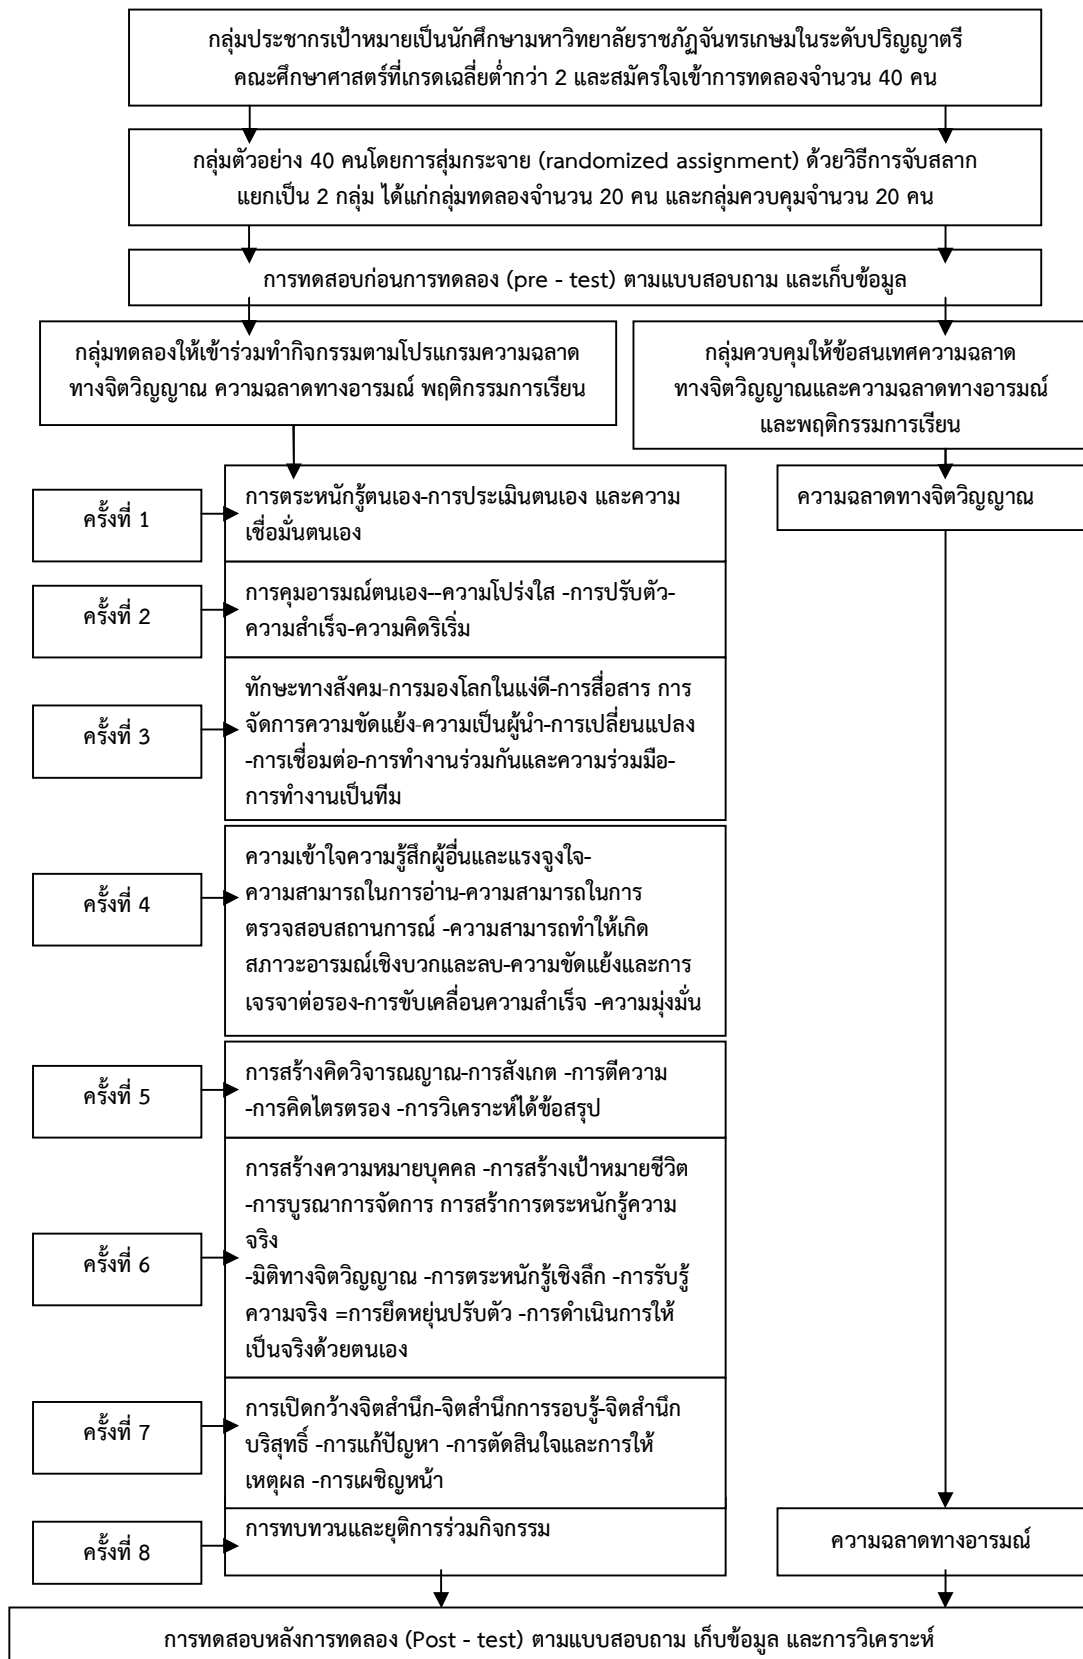 กลุ่มประชากรเป้าหมายเป็นนักศึกษามหาวิทยาลัยราชภัฏจันทรเกษมในระดับปริญญาตรี
คณะศึกษาศาสตร์ที่เกรดเฉลี่ยต่ำกว่า 2 และสมัครใจเข้าการทดลองจำนวน 40 คน
กลุ่มตัวอย่าง 40 คนโดยการสุ่มกระจาย (randomized assignment) ด้วยวิธีการจับสลาก
แยกเป็น 2 กลุ่ม ได้แก่กลุ่มทดลองจำนวน 20 คน และกลุ่มควบคุมจำนวน 20 คน
การทดสอบก่อนการทดลอง (pre - test) ตามแบบสอบถาม และเก็บข้อมูล
กลุ่มทดลองให้เข้าร่วมทำกิจกรรมตามโปรแกรมความฉลาด
ทางจิตวิญญาณ ความฉลาดทางอารมณ์ พฤติกรรมการเรียน
กลุ่มควบคุมให้ข้อสนเทศความฉลาด
ทางจิตวิญญาณและความฉลาดทางอารมณ์
และพฤติกรรมการเรียน
ครั้งที่ 1
การตระหนักรู้ตนเอง-การประเมินตนเอง และความ
เชื่อมั่นตนเอง
ความฉลาดทางจิตวิญญาณ
ครั้งที่ 2
การคุมอารมณ์ตนเอง--ความโปร่งใส -การปรับตัว-
ความสำเร็จ-ความคิดริเริ่ม
ครั้งที่ 3
ทักษะทางสังคม-การมองโลกในแง่ดี-การสื่อสาร การ
จัดการความขัดแย้ง-ความเป็นผู้นำ-การเปลี่ยนแปลง
-การเชื่อมต่อ-การทำงานร่วมกันและความร่วมมือ-
การทำงานเป็นทีม
ครั้งที่ 4
ความเข้าใจความรู้สึกผู้อื่นและแรงจูงใจ-
ความสามารถในการอ่าน-ความสามารถในการ
ตรวจสอบสถานการณ์ -ความสามารถทำให้เกิด
สภาวะอารมณ์เชิงบวกและลบ-ความขัดแย้งและการ
เจรจาต่อรอง-การขับเคลื่อนความสำเร็จ -ความมุ่งมั่น
ครั้งที่ 5
การสร้างคิดวิจารณญาณ-การสังเกต -การตีความ
-การคิดไตรตรอง -การวิเคราะห์ได้ข้อสรุป
ครั้งที่ 6
การสร้างความหมายบุคคล -การสร้างเป้าหมายชีวิต
-การบูรณาการจัดการ การสร้าการตระหนักรู้ความ
จริง
-มิติทางจิตวิญญาณ -การตระหนักรู้เชิงลึก -การรับรู้
ความจริง =การยึดหยุ่นปรับตัว -การดำเนินการให้
เป็นจริงด้วยตนเอง
ครั้งที่ 7
การเปิดกว้างจิตสำนึก-จิตสำนึกการรอบรู้-จิตสำนึก
บริสุทธิ์ -การแก้ปัญหา -การตัดสินใจและการให้
เหตุผล -การเผชิญหน้า
ครั้งที่ 8
การทบทวนและยุติการร่วมกิจกรรม
ความฉลาดทางอารมณ์
การทดสอบหลังการทดลอง (Post - test) ตามแบบสอบถาม เก็บข้อมูล และการวิเคราะห์